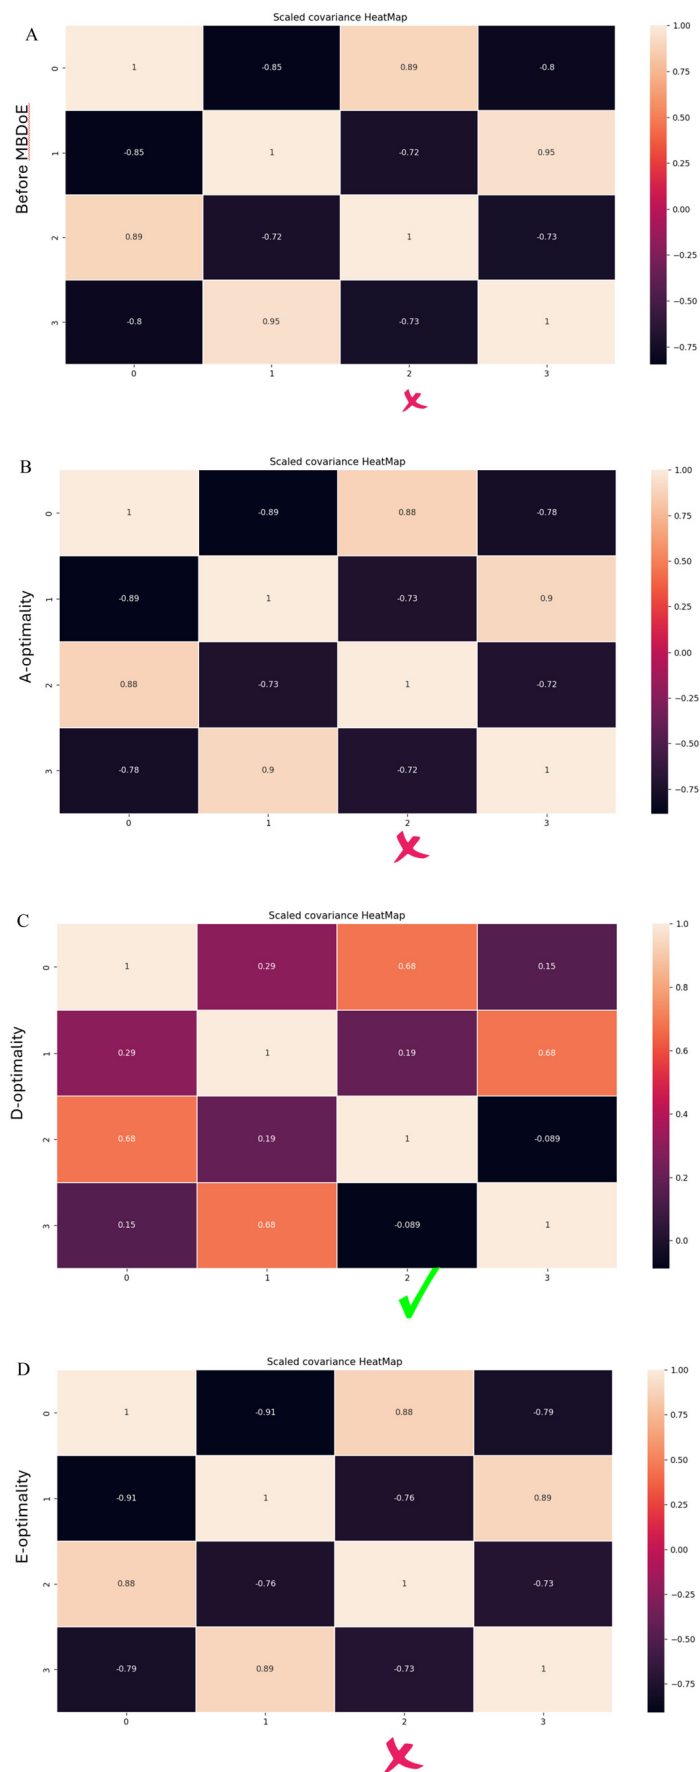 A
Scaled covariance HeatMap
Before MBDoE
0 1 -0.85 0.89 -0.8
1 -0.85 1 -0.72 0.95
2 0.89 -0.72 1 -0.73
3 -0.8 0.95 -0.73 1
0 1 2 3
1.00
0.75
0.50
0.25
0.00
−0.25
−0.50
−0.75
B
Scaled covariance HeatMap
A-optimality
0 1 -0.89 0.88 -0.78
1 -0.89 1 -0.73 0.9
2 0.88 -0.73 1 -0.72
3 -0.78 0.9 -0.72 1
0 1 2 3
1.00
0.75
0.50
0.25
0.00
−0.25
−0.50
−0.75
C
Scaled covariance HeatMap
D-optimality
0 1 0.29 0.68 0.15
1 0.29 1 0.19 0.68
2 0.68 0.19 1 -0.089
3 0.15 0.68 -0.089 1
0 1 2 3
1.0
0.8
0.6
0.4
0.2
0.0
D
Scaled covariance HeatMap
E-optimality
0 1 -0.91 0.88 -0.79
1 -0.91 1 -0.76 0.89
2 0.88 -0.76 1 -0.73
3 -0.79 0.89 -0.73 1
0 1 2 3
1.00
0.75
0.50
0.25
0.00
−0.25
−0.50
−0.75